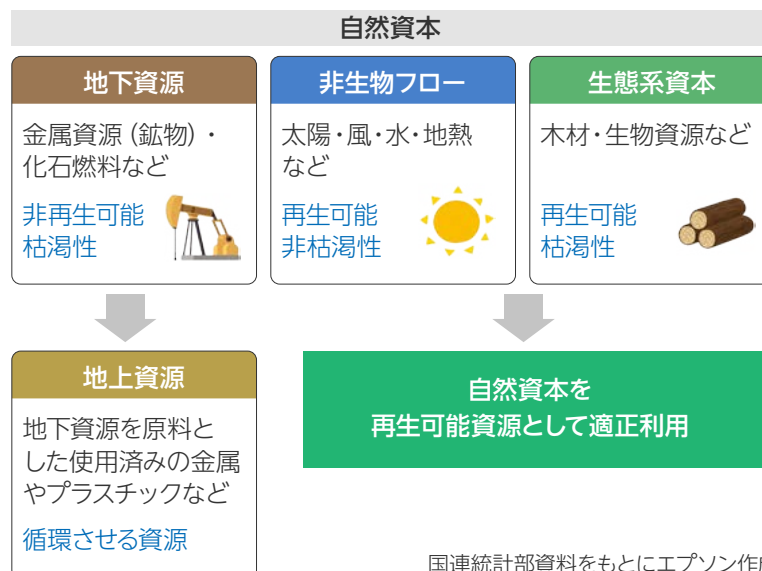 自然資本
地下資源
金属資源（鉱物）・
化石燃料など
非再生可能
枯渇性
非生物フロー
太陽・風・水・地熱
など
再生可能
非枯渇性
生態系資本
木材・生物資源など
再生可能
枯渇性
地上資源
地下資源を原料と
した使用済みの金属
やプラスチックなど
循環させる資源
自然資本を
再生可能資源として適正利用
国連統計部資料をもとにエプソン作成